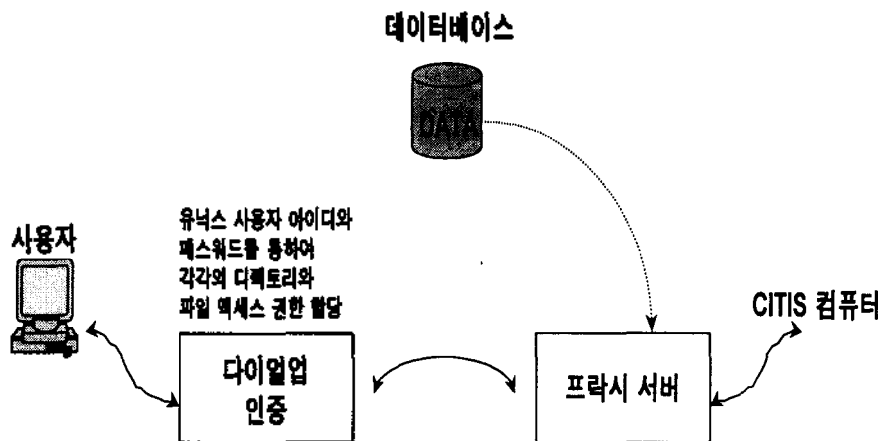 데이터베이스
DATA
유닉스 사용자 아이디와
패스워드를 통하여
각각의 디렉토리와
파일 액세스 권한 할당
사용자
CITIS 컴퓨터
다이얼업
인증
프락시 서버